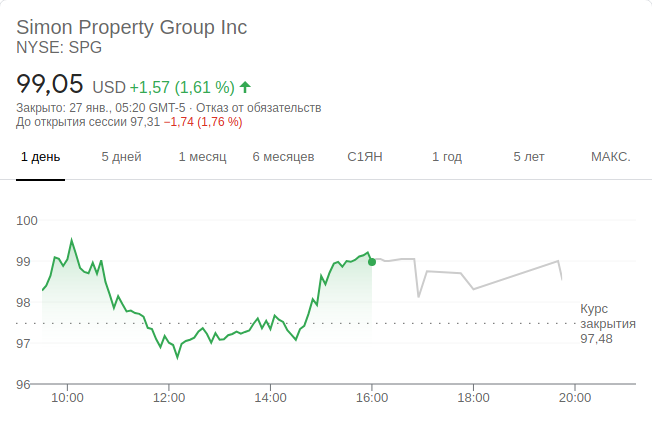 Simon Property Group Inc
NYSE: SPG
99,05 USD +1,57 (1,61 %)
Закрыто: 27 янв., 05:20 GMT-5 · Отказ от обязательств
До открытия сессии 97,31 −1,74 (1,76 %)
1 день 5 дней 1 месяц 6 месяцев С1ЯН 1 год 5 лет МАКС.
100
99
98
Курс
закрытия
97,48
97
96
10:00 12:00 14:00 16:00 18:00 20:00